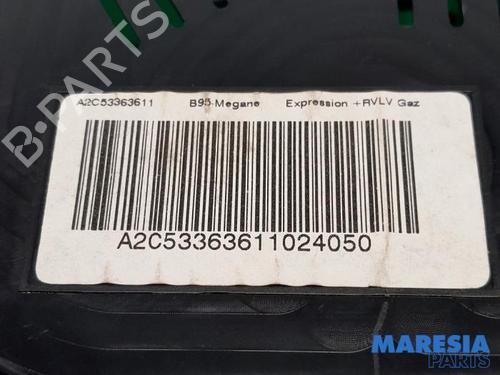 A2C53363611 B95-Megane Expression +RVLV Gaz
A2C53363611024050
B-PARTS
MARESIA
PARTS